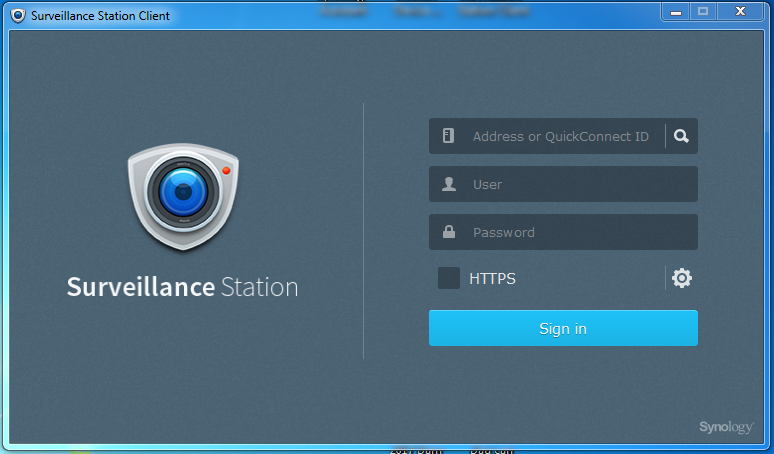 Surveillance Station Client
Address or QuickConnect ID
User
Password
HTTPS
Surveillance Station
Sign in
Synology